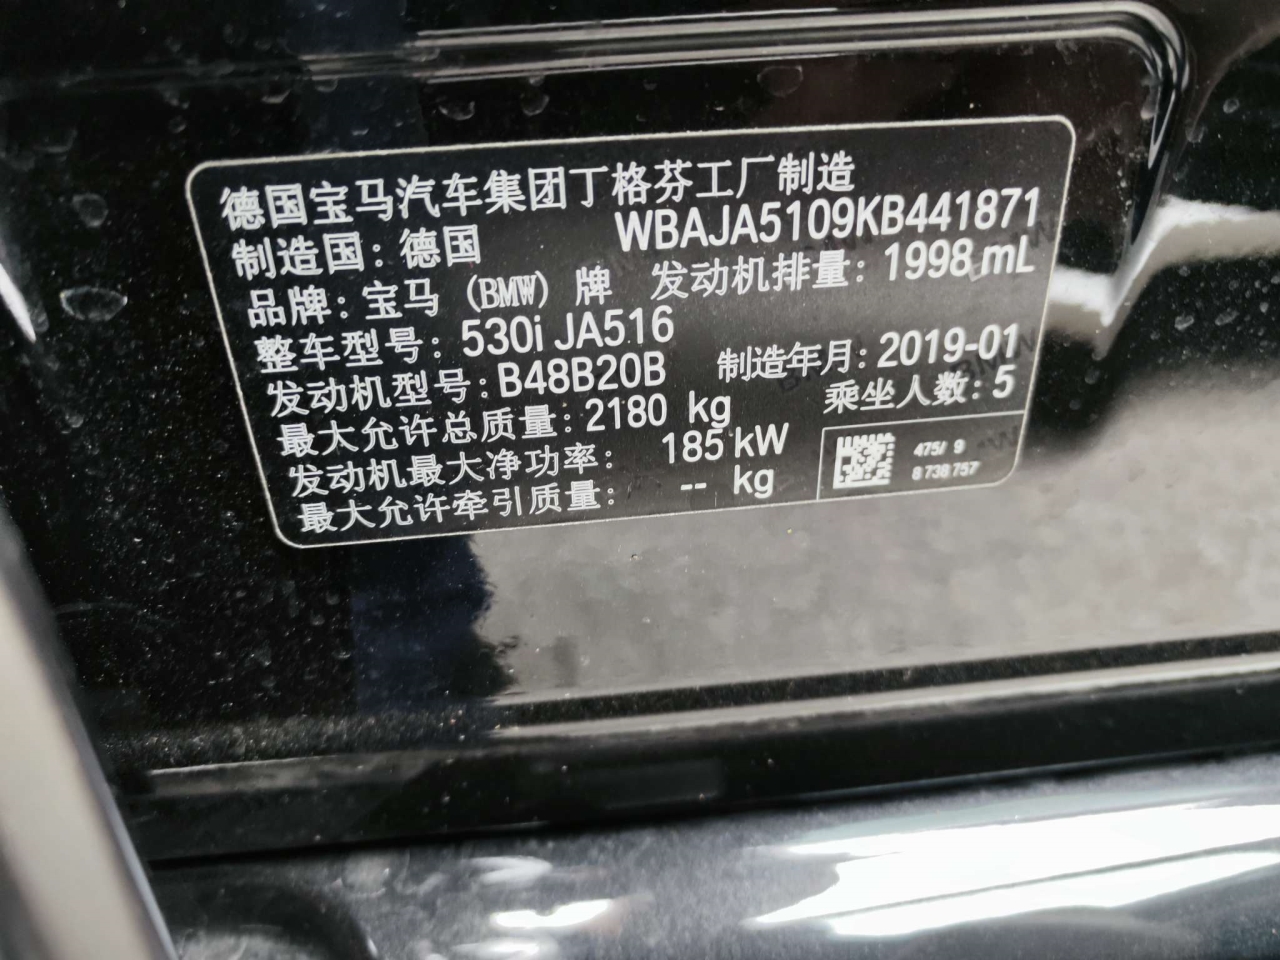 德国宝马汽车集团丁格芬工厂制造
制造国：德国 WBAJA5109KB441871
品牌：宝马（BMW）牌 发动机排量：1998 mL
整车型号：530i JA516
发动机型号：B48B20B 制造年月：2019-01
最大允许总质量：2180 kg 乘坐人数：5
发动机最大净功率： 185 kW
最大允许牵引质量： -- kg
475/ 9
8 738 757